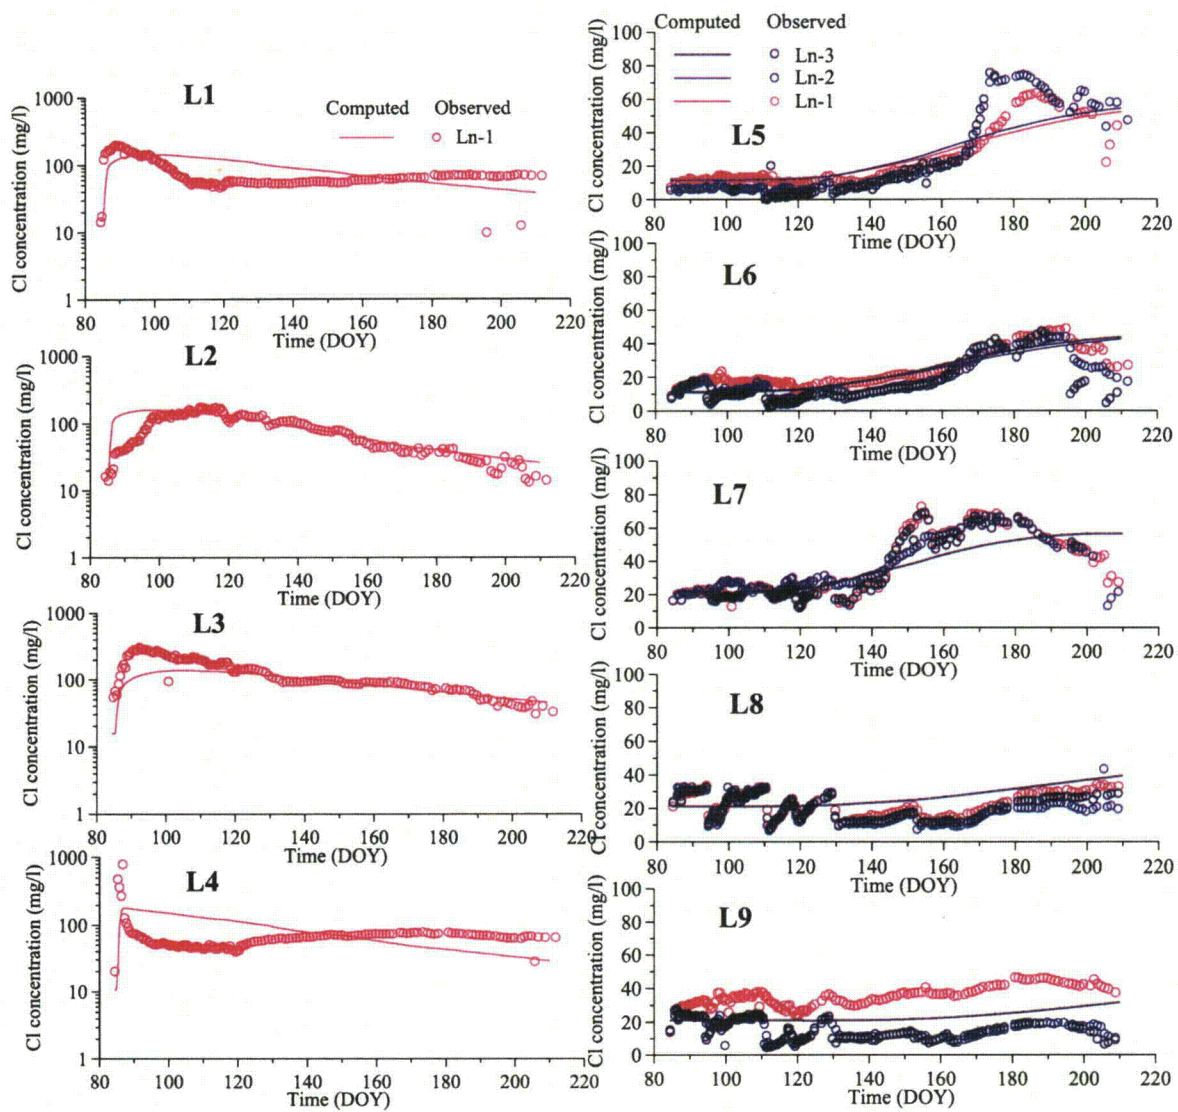 L1
Computed Observed
Ln-1
Cl concentration (mg/l)
1000
100
10
1
80 100 120 140 160 180 200 220
Time (DOY)
L2
Cl concentration (mg/l)
1000
100
10
1
80 100 120 140 160 180 200 220
Time (DOY)
L3
Cl concentration (mg/l)
1000
100
10
1
80 100 120 140 160 180 200 220
Time (DOY)
L4
Cl concentration (mg/l)
1000
100
10
1
80 100 120 140 160 180 200 220
Time (DOY)
Computed Observed
Ln-3
Ln-2
Ln-1
L5
Cl concentration (mg/l)
100
80
60
40
20
0
80 100 120 140 160 180 200 220
Time (DOY)
L6
Cl concentration (mg/l)
100
80
60
40
20
0
80 100 120 140 160 180 200 220
Time (DOY)
L7
Cl concentration (mg/l)
100
80
60
40
20
0
80 100 120 140 160 180 200 220
Time (DOY)
L8
Cl concentration (mg/l)
100
80
60
40
20
0
80 100 120 140 160 180 200 220
Time (DOY)
L9
Cl concentration (mg/l)
100
80
60
40
20
0
80 100 120 140 160 180 200 220
Time (DOY)